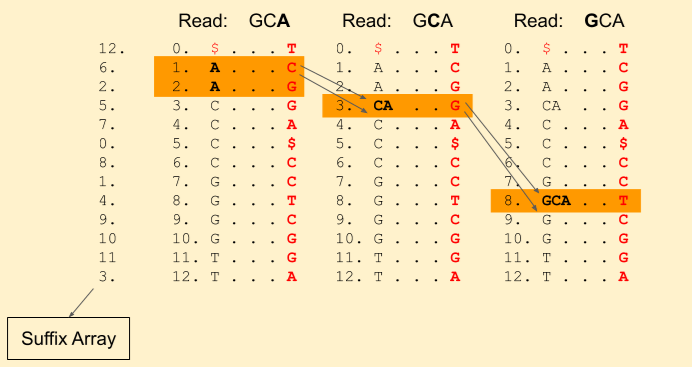 Read: GCA Read: GCA Read: GCA
12. 0. $ . . . T 0. $ . . . T 0. $ . . . T
6. 1. A . . . C 1. A . . . C 1. A . . . C
2. 2. A . . . G 2. A . . . G 2. A . . . G
5. 3. C . . . G 3. CA . . G 3. CA . . G
7. 4. C . . . A 4. C . . . A 4. C . . . A
0. 5. C . . . $ 5. C . . . $ 5. C . . . $
8. 6. C . . . C 6. C . . . C 6. C . . . C
1. 7. G . . . C 7. G . . . C 7. G . . . C
4. 8. G . . . T 8. G . . . T 8. GCA . . T
9. 9. G . . . C 9. G . . . C 9. G . . . C
10 10. G . . . G 10. G . . . G 10. G . . . G
11 11. T . . . G 11. T . . . G 11. T . . . G
3. 12. T . . . A 12. T . . . A 12. T . . . A
Suffix Array